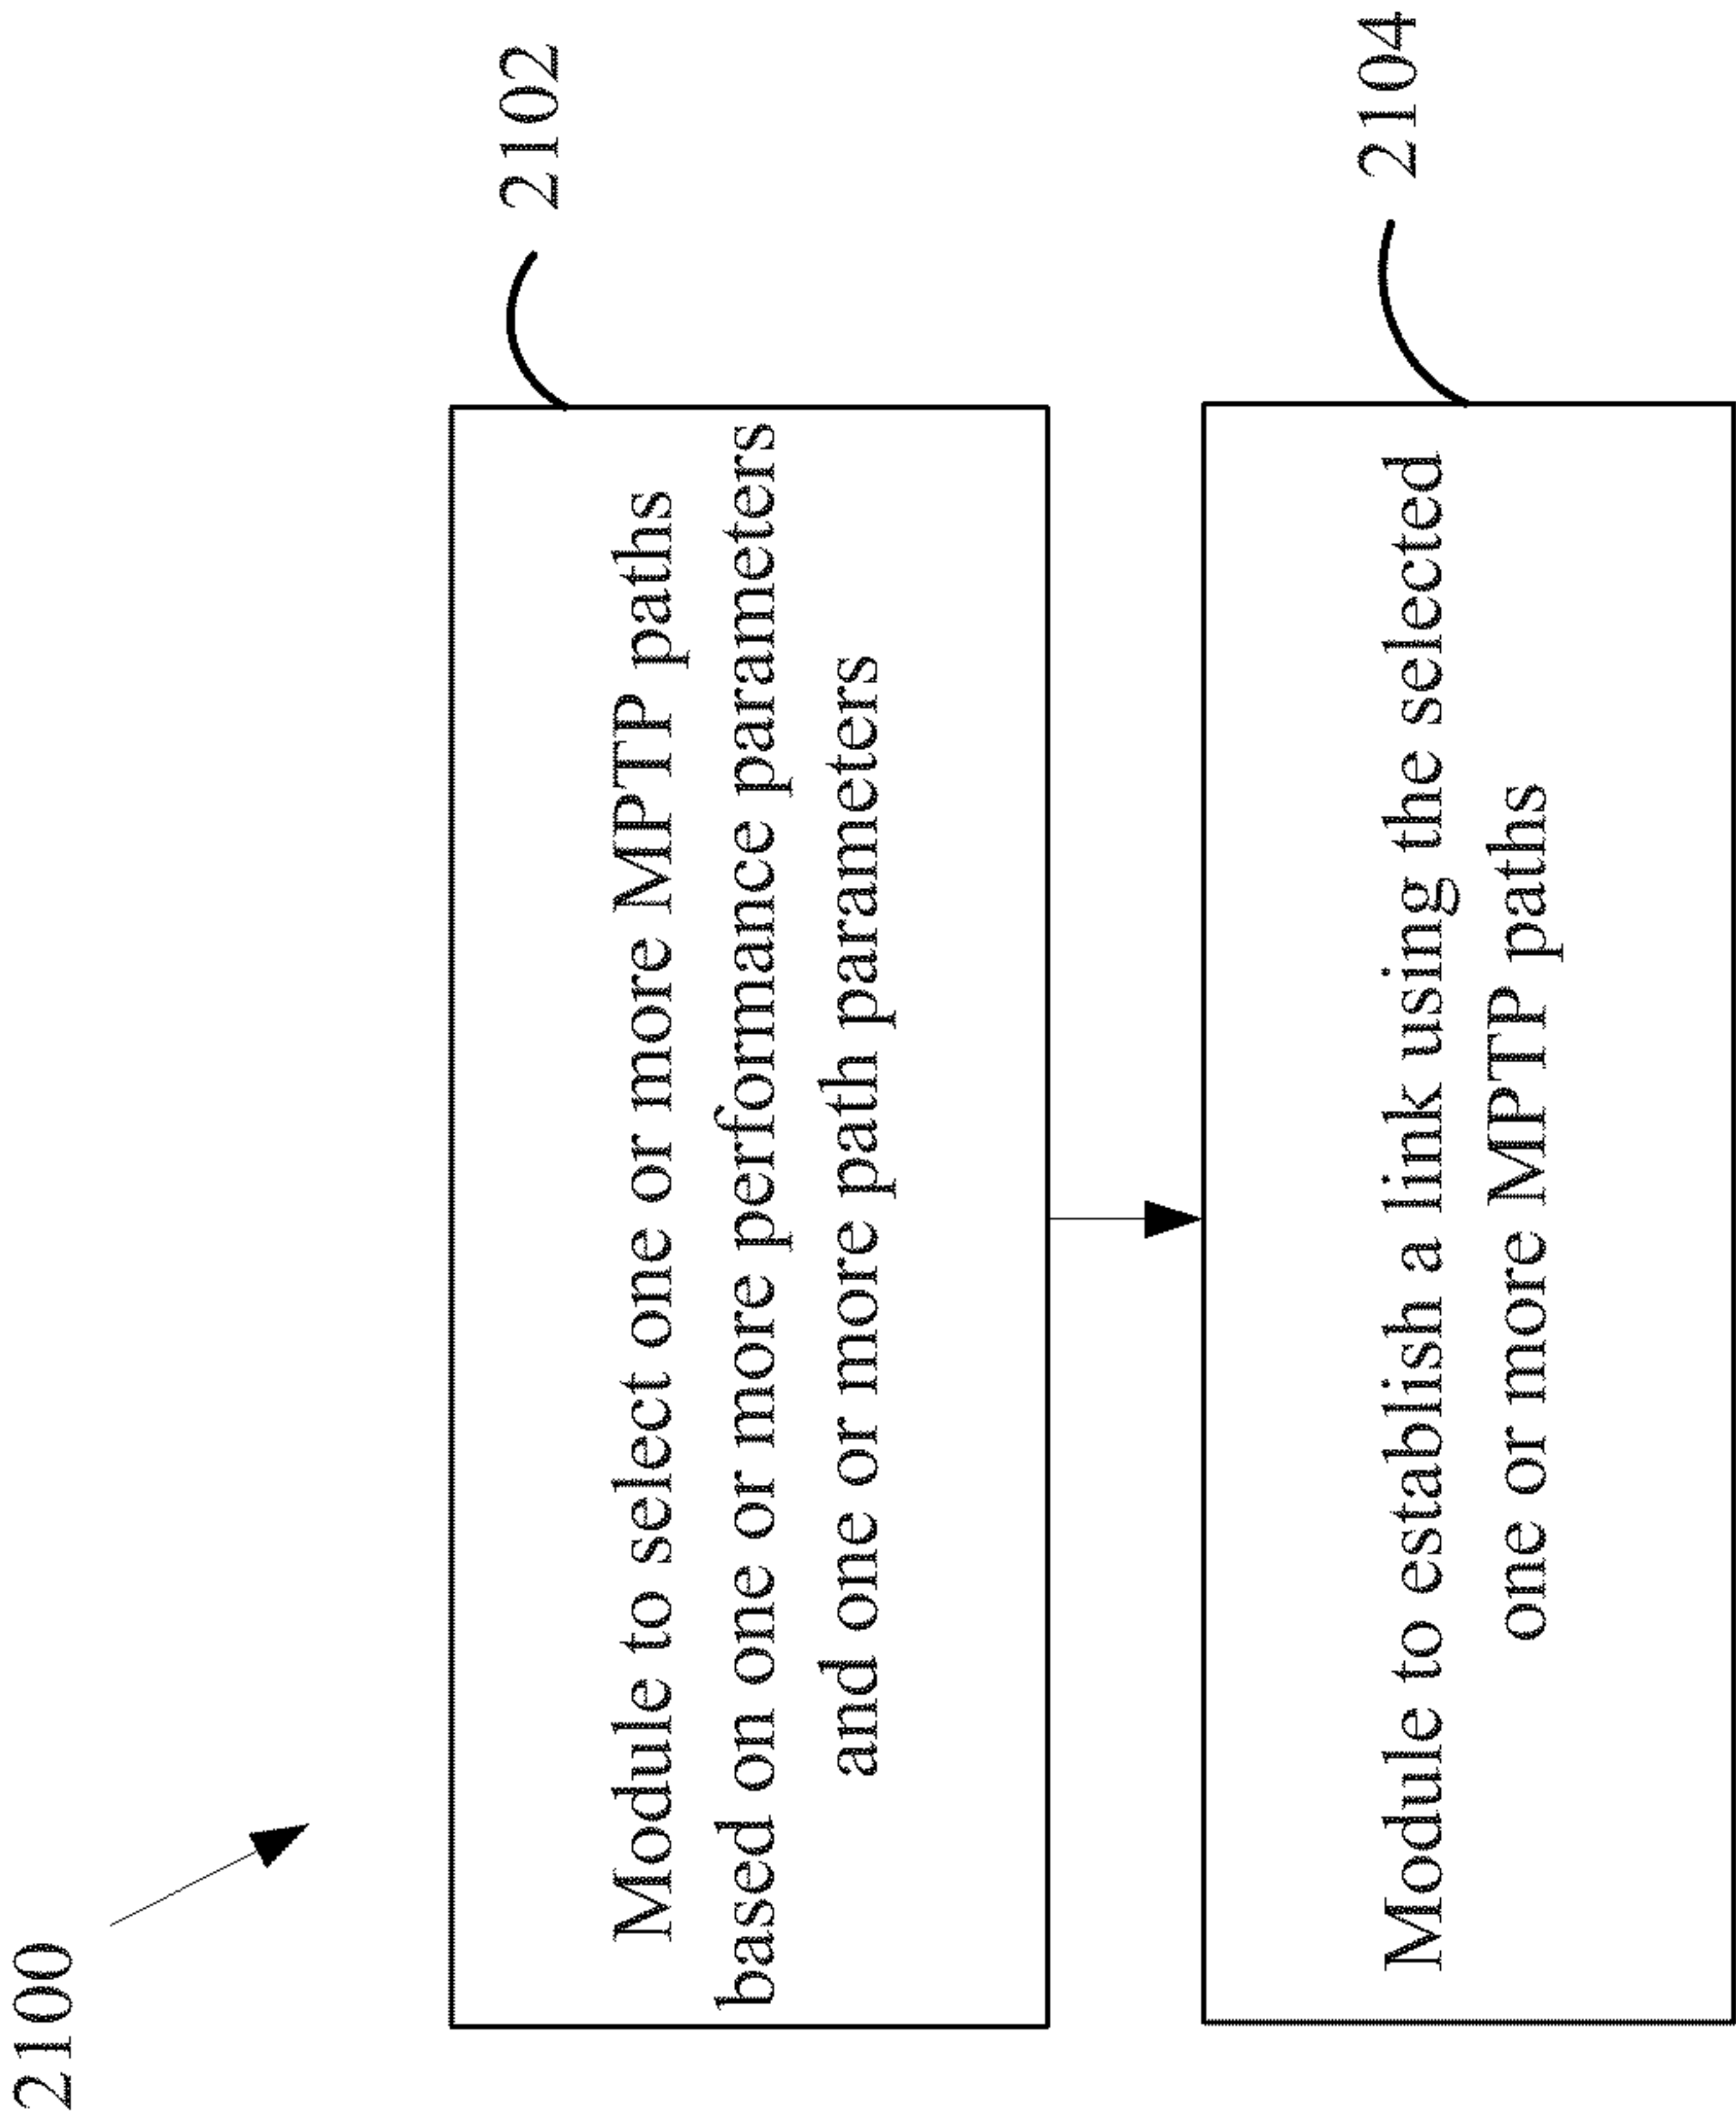 2100
2102
Module to select one or more MPTP paths
based on one or more performance parameters
and one or more path parameters
2104
Module to establish a link using the selected
one or more MPTP paths